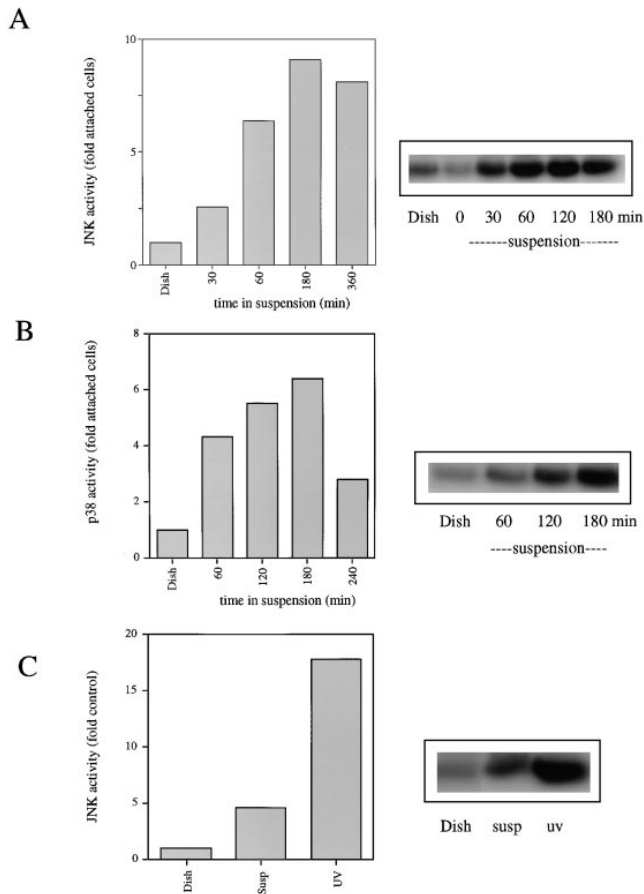 A
JNK activity (fold attached cells)
10
5
0
Dish
30
60
180
360
time in suspension (min)
Dish 0 30 60 120 180 min
------suspension------
B
p38 activity (fold attached cells)
8
6
4
2
0
Dish
60
120
180
240
time in suspension (min)
Dish 60 120 180 min
----suspension----
C
JNK activity (fold control)
20
15
10
5
0
Dish
Susp
UV
Dish susp uv